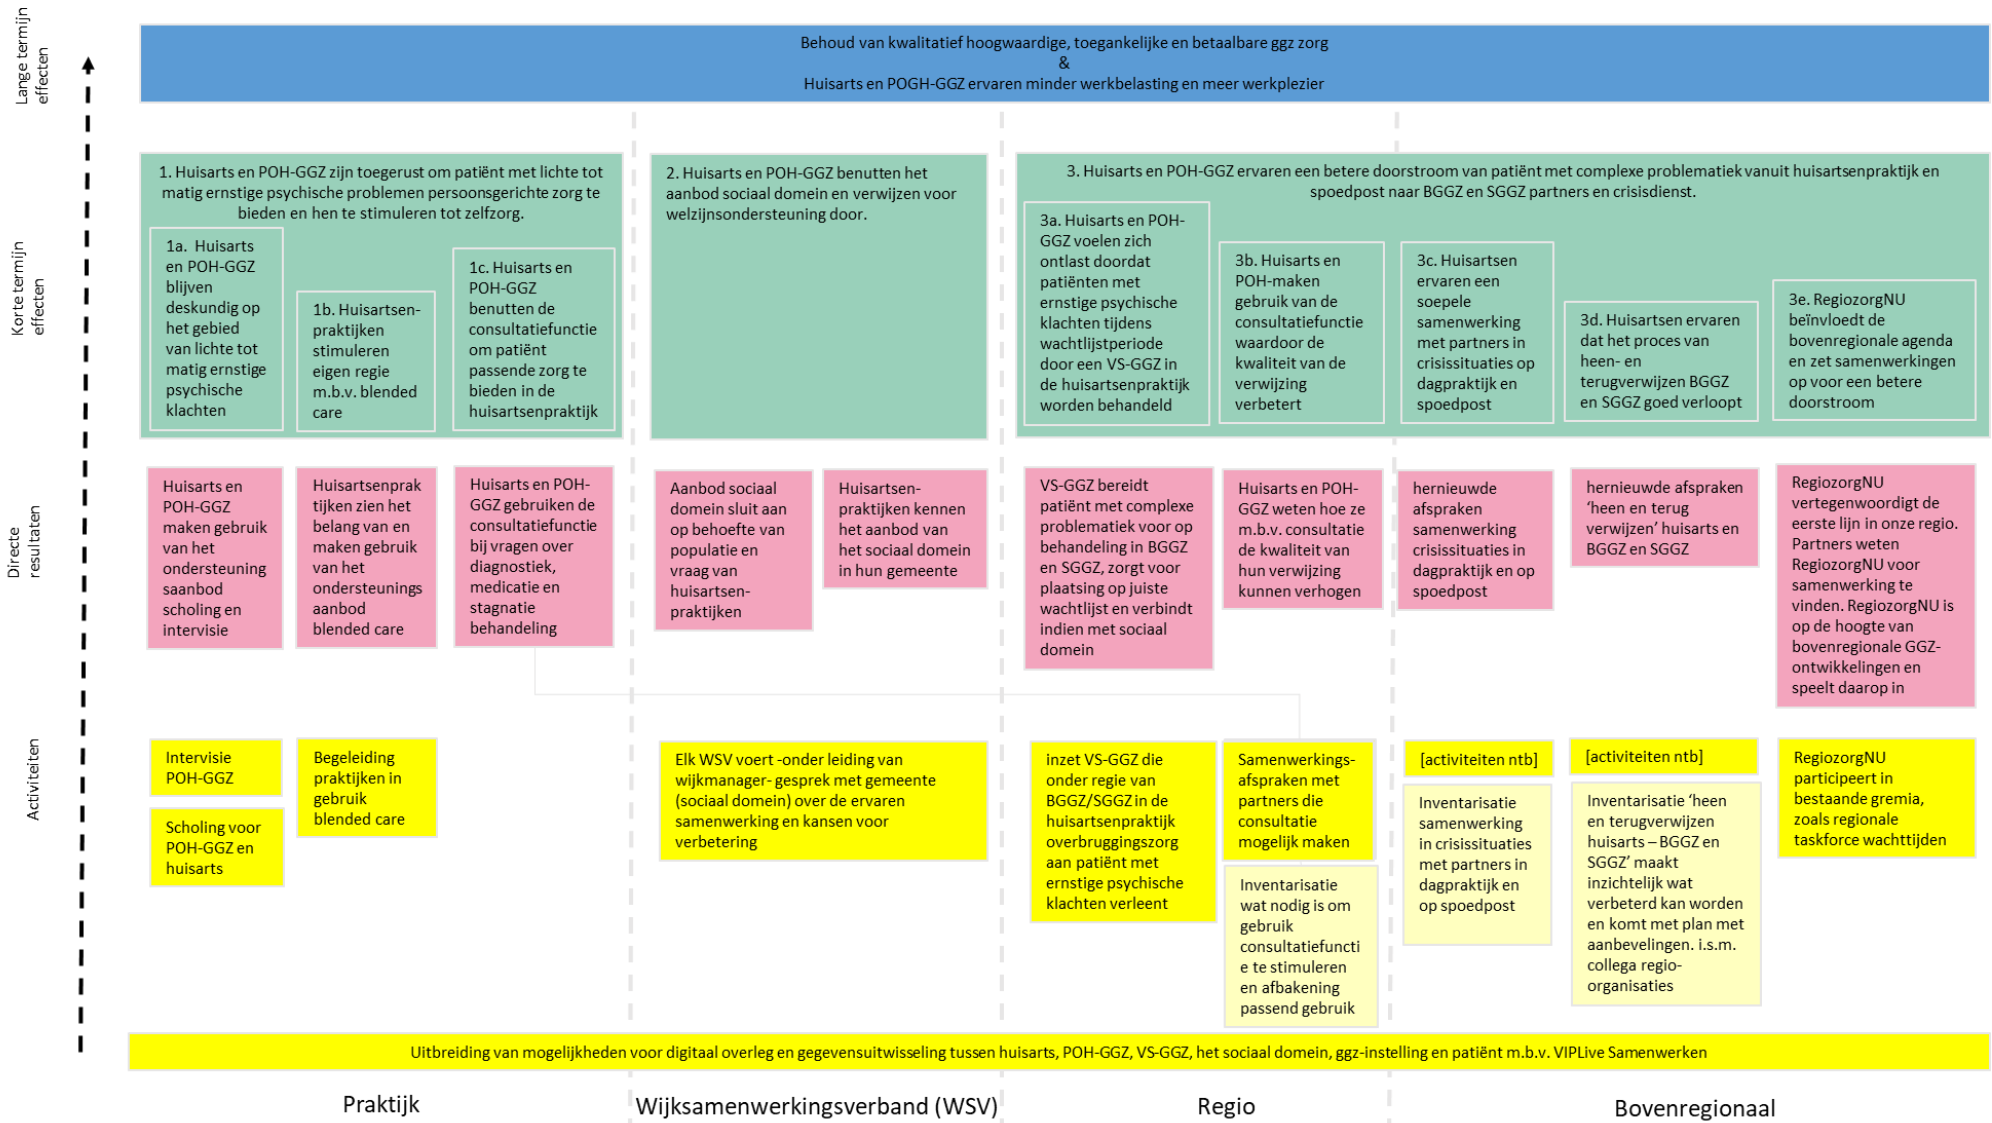 Lange termijn
effecten
Behoud van kwalitatief hoogwaardige, toegankelijke en betaalbare ggz zorg
&
Huisarts en POGH-GGZ ervaren minder werkbelasting en meer werkplezier
Korte termijn
effecten
1. Huisarts en POH-GGZ zijn toegerust om patiënt met lichte tot
matig ernstige psychische problemen persoonsgerichte zorg te
bieden en hen te stimuleren tot zelfzorg.
1a. Huisarts
en POH-GGZ
blijven
deskundig op
het gebied
van lichte tot
matig ernstige
psychische
klachten
1b. Huisartsen-
praktijken
stimuleren
eigen regie
m.b.v. blended
care
1c. Huisarts en
POH-GGZ
benutten de
consultatiefunctie
om patiënt
passende zorg te
bieden in de
huisartsenpraktijk
2. Huisarts en POH-GGZ benutten het
aanbod sociaal domein en verwijzen voor
welzijnsondersteuning door.
3. Huisarts en POH-GGZ ervaren een betere doorstroom van patiënt met complexe problematiek vanuit huisartsenpraktijk en
spoedpost naar BGGZ en SGGZ partners en crisisdienst.
3a. Huisarts en POH-
GGZ voelen zich
ontlast doordat
patiënten met
ernstige psychische
klachten tijdens
wachtlijstperiode
door een VS-GGZ in
de huisartsenpraktijk
worden behandeld
3b. Huisarts en
POH-maken
gebruik van de
consultatiefunctie
waardoor de
kwaliteit van de
verwijzing
verbetert
3c. Huisartsen
ervaren een
soepele
samenwerking
met partners in
crisissituaties op
dagpraktijk en
spoedpost
3d. Huisartsen ervaren
dat het proces van
heen- en
terugverwijzen BGGZ
en SGGZ goed verloopt
3e. RegiozorgNU
beïnvloedt de
bovenregionale agenda
en zet samenwerkingen
op voor een betere
doorstroom
Directe
resultaten
Huisarts en
POH-GGZ
maken gebruik
van het
ondersteuning
saanbod
scholing en
intervisie
Huisartsenprak
tijken zien het
belang van en
maken gebruik
van het
ondersteunings
aanbod
blended care
Huisarts en POH-
GGZ gebruiken de
consultatiefunctie
bij vragen over
diagnostiek,
medicatie en
stagnatie
behandeling
Aanbod sociaal
domein sluit aan
op behoefte van
populatie en
vraag van
huisartsen-
praktijken
Huisartsen-
praktijken kennen
het aanbod van
het sociaal domein
in hun gemeente
VS-GGZ bereidt
patiënt met complexe
problematiek voor op
behandeling in BGGZ
en SGGZ, zorgt voor
plaatsing op juiste
wachtlijst en verbindt
indien met sociaal
domein
Huisarts en POH-
GGZ weten hoe ze
m.b.v. consultatie
de kwaliteit van
hun verwijzing
kunnen verhogen
hernieuwde
afspraken
samenwerking
crisissituaties in
dagpraktijk en op
spoedpost
hernieuwde afspraken
‘heen en terug
verwijzen’ huisarts en
BGGZ en SGGZ
RegiozorgNU
vertegenwoordigt de
eerste lijn in onze regio.
Partners weten
RegiozorgNU voor
samenwerking te
vinden. RegiozorgNU is
op de hoogte van
bovenregionale GGZ-
ontwikkelingen en
speelt daarop in
Activiteiten
Intervisie
POH-GGZ
Scholing voor
POH-GGZ en
huisarts
Begeleiding
praktijken in
gebruik
blended care
Elk WSV voert -onder leiding van
wijkmanager- gesprek met gemeente
(sociaal domein) over de ervaren
samenwerking en kansen voor
verbetering
inzet VS-GGZ die
onder regie van
BGGZ/SGGZ in de
huisartsenpraktijk
overbruggingszorg
aan patiënt met
ernstige psychische
klachten verleent
Samenwerkings-
afspraken met
partners die
consultatie
mogelijk maken
Inventarisatie
wat nodig is om
gebruik
consultatiefuncti
e te stimuleren
en afbakening
passend gebruik
[activiteiten ntb]
Inventarisatie
samenwerking
in crisissituaties
met partners in
dagpraktijk en
op spoedpost
[activiteiten ntb]
Inventarisatie ‘heen
en terugverwijzen
huisarts – BGGZ en
SGGZ’ maakt
inzichtelijk wat
verbeterd kan worden
en komt met plan met
aanbevelingen. i.s.m.
collega regio-
organisaties
RegiozorgNU
participeert in
bestaande gremia,
zoals regionale
taskforce wachttijden
Uitbreiding van mogelijkheden voor digitaal overleg en gegevensuitwisseling tussen huisarts, POH-GGZ, VS-GGZ, het sociaal domein, ggz-instelling en patiënt m.b.v. VIPLive Samenwerken
Praktijk
Wijksamenwerkingsverband (WSV)
Regio
Bovenregionaal